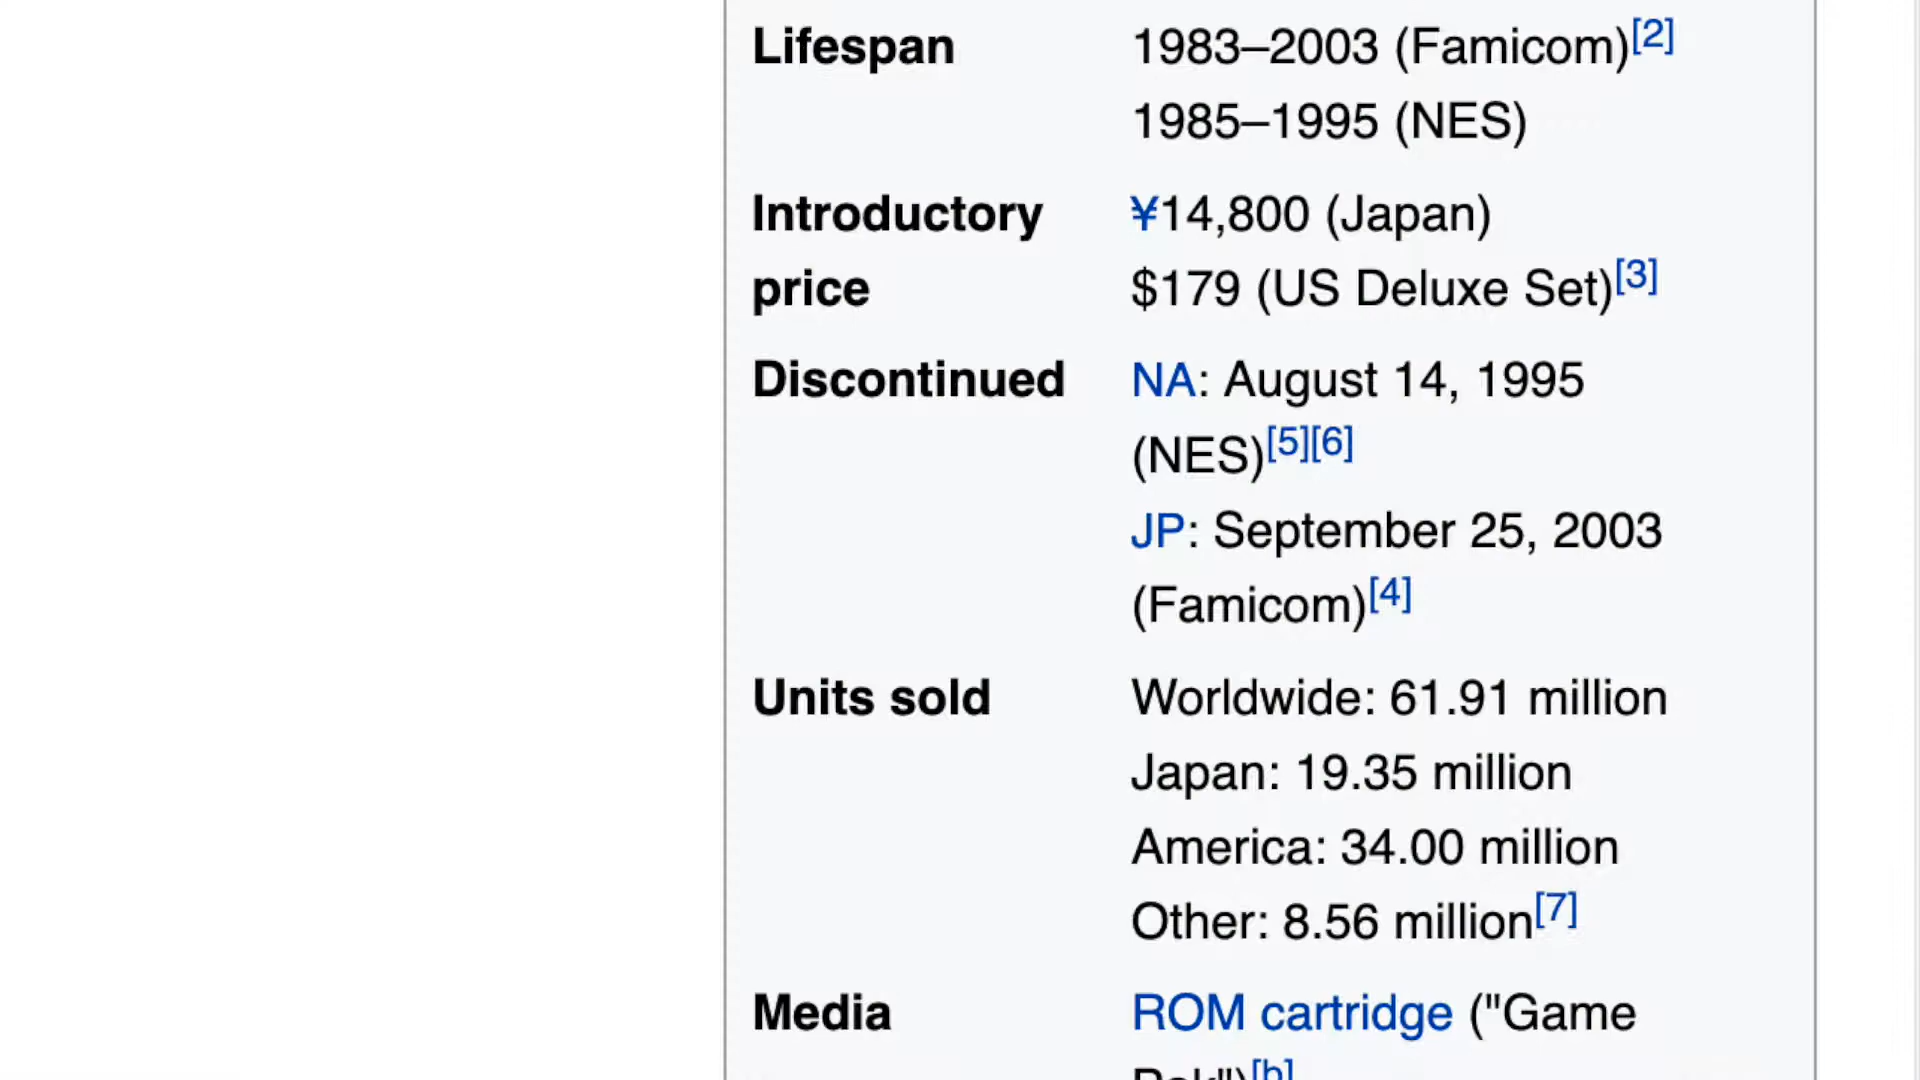 Lifespan 1983–2003 (Famicom)[2]
1985–1995 (NES)
Introductory ¥14,800 (Japan)
price $179 (US Deluxe Set)[3]
Discontinued NA: August 14, 1995
(NES)[5][6]
JP: September 25, 2003
(Famicom)[4]
Units sold Worldwide: 61.91 million
Japan: 19.35 million
America: 34.00 million
Other: 8.56 million[7]
Media ROM cartridge ("Game
Pak")[b]